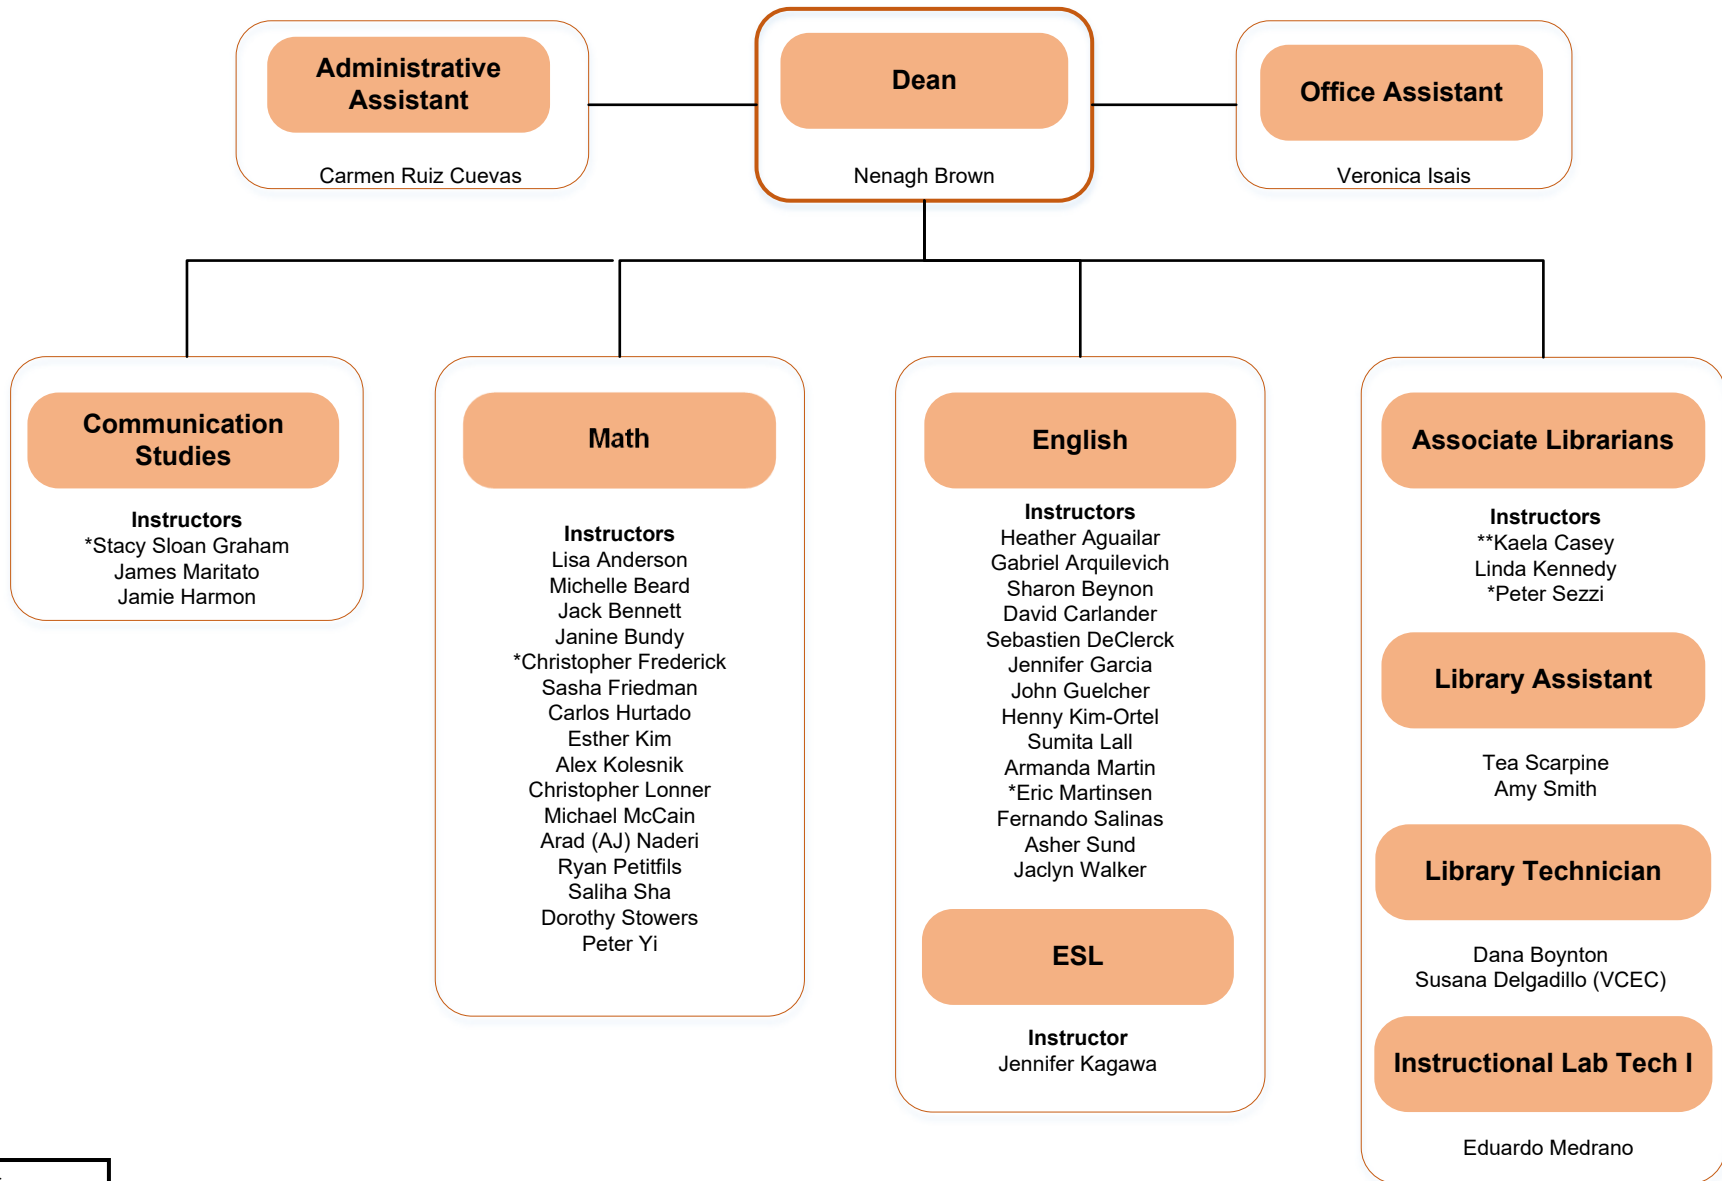 Administrative
Assistant
Carmen Ruiz Cuevas
Dean
Nenagh Brown
Office Assistant
Veronica Isais
Communication
Studies
Instructors
*Stacy Sloan Graham
James Maritato
Jamie Harmon
Math
Instructors
Lisa Anderson
Michelle Beard
Jack Bennett
Janine Bundy
*Christopher Frederick
Sasha Friedman
Carlos Hurtado
Esther Kim
Alex Kolesnik
Christopher Lonner
Michael McCain
Arad (AJ) Naderi
Ryan Petitfils
Saliha Sha
Dorothy Stowers
Peter Yi
English
Instructors
Heather Aguailar
Gabriel Arquilevich
Sharon Beynon
David Carlander
Sebastien DeClerck
Jennifer Garcia
John Guelcher
Henny Kim-Ortel
Sumita Lall
Armanda Martin
*Eric Martinsen
Fernando Salinas
Asher Sund
Jaclyn Walker
ESL
Instructor
Jennifer Kagawa
Associate Librarians
Instructors
**Kaela Casey
Linda Kennedy
*Peter Sezzi
Library Assistant
Tea Scarpine
Amy Smith
Library Technician
Dana Boynton
Susana Delgadillo (VCEC)
Instructional Lab Tech I
Eduardo Medrano